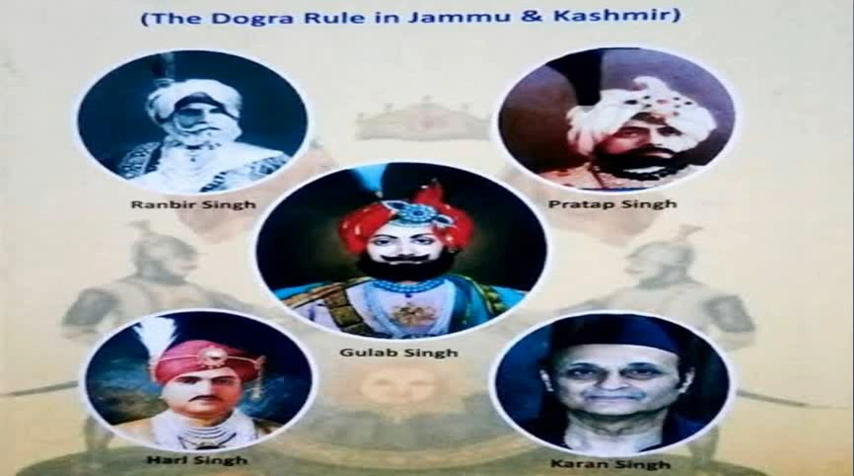 (The Dogra Rule in Jammu & Kashmir)
Ranbir Singh
Pratap Singh
Gulab Singh
Hari Singh
Karan Singh